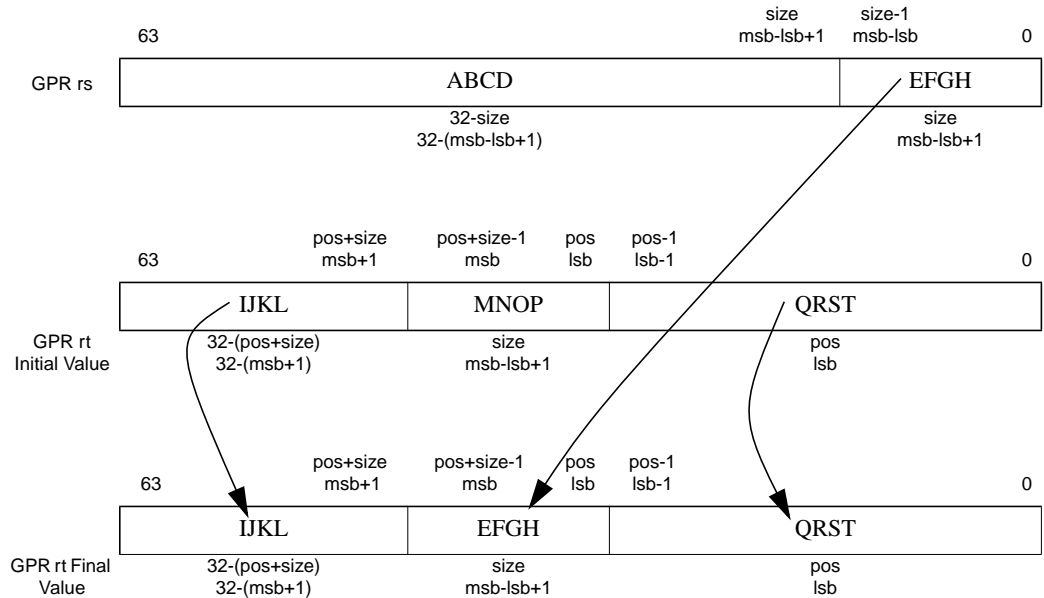 size size-1
63 msb-lsb+1 msb-lsb 0
GPR rs ABCD EFGH
32-size size
32-(msb-lsb+1) msb-lsb+1
pos+size pos+size-1 pos pos-1
63 msb+1 msb lsb lsb-1 0
IJKL MNOP QRST
GPR rt 32-(pos+size) size pos
Initial Value 32-(msb+1) msb-lsb+1 lsb
pos+size pos+size-1 pos pos-1
63 msb+1 msb lsb lsb-1 0
IJKL EFGH QRST
GPR rt Final 32-(pos+size) size pos
Value 32-(msb+1) msb-lsb+1 lsb